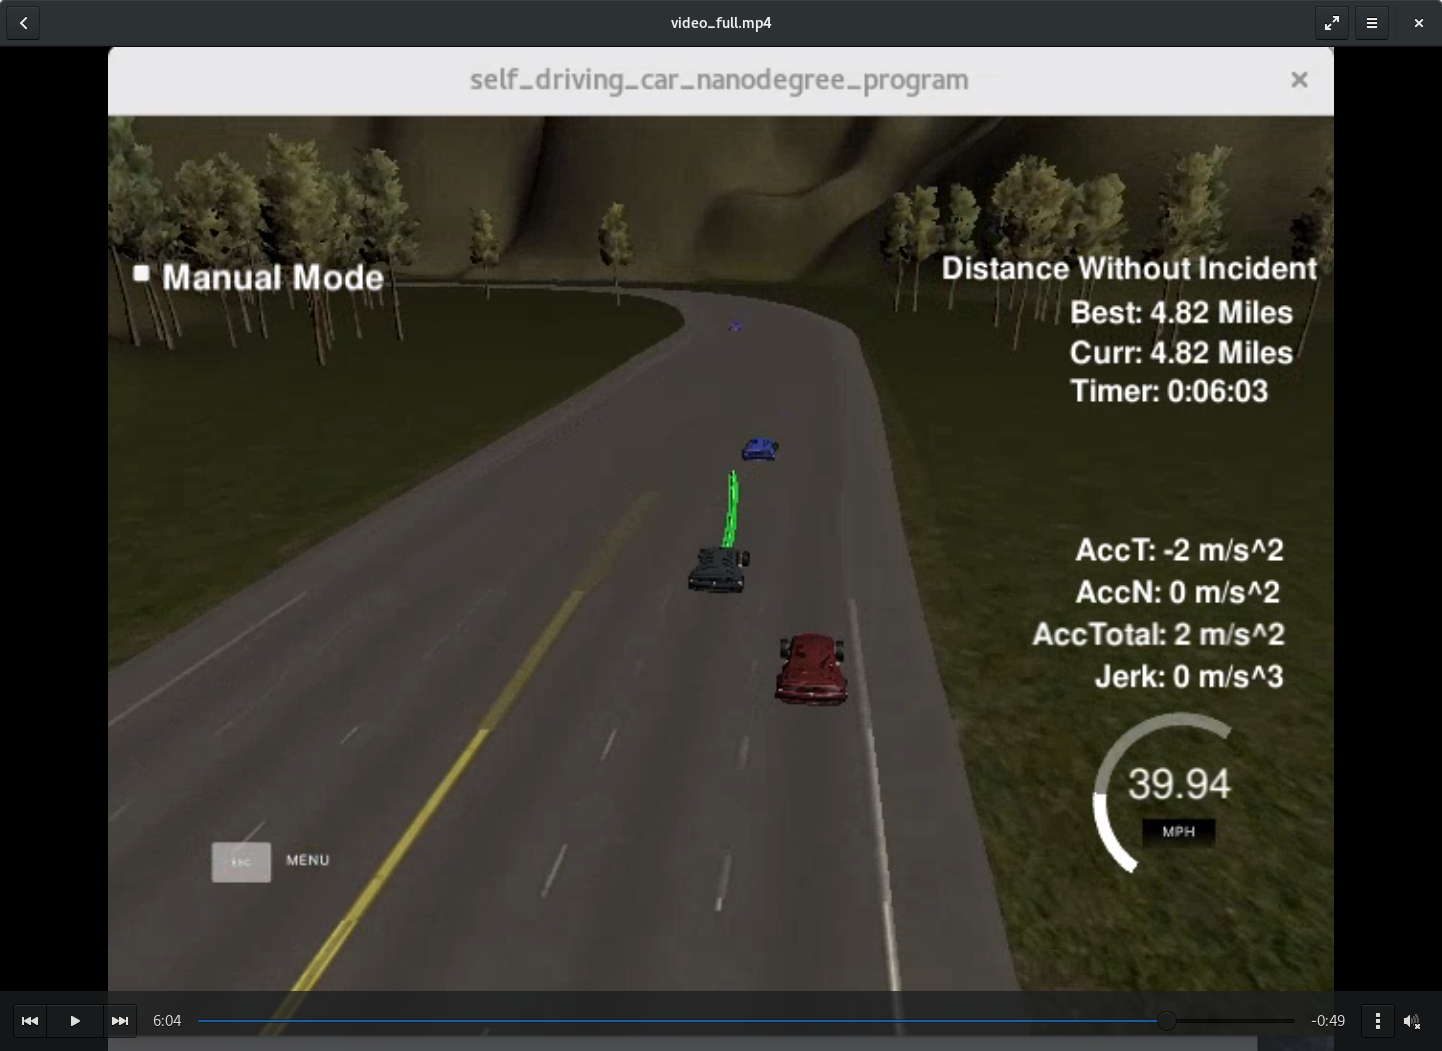 video_full.mp4
self_driving_car_nanodegree_program
Manual Mode
Distance Without Incident
Best: 4.82 Miles
Curr: 4.82 Miles
Timer: 0:06:03
AccT: -2 m/s^2
AccN: 0 m/s^2
AccTotal: 2 m/s^2
Jerk: 0 m/s^3
39.94
MPH
ESC MENU
6:04
-0:49